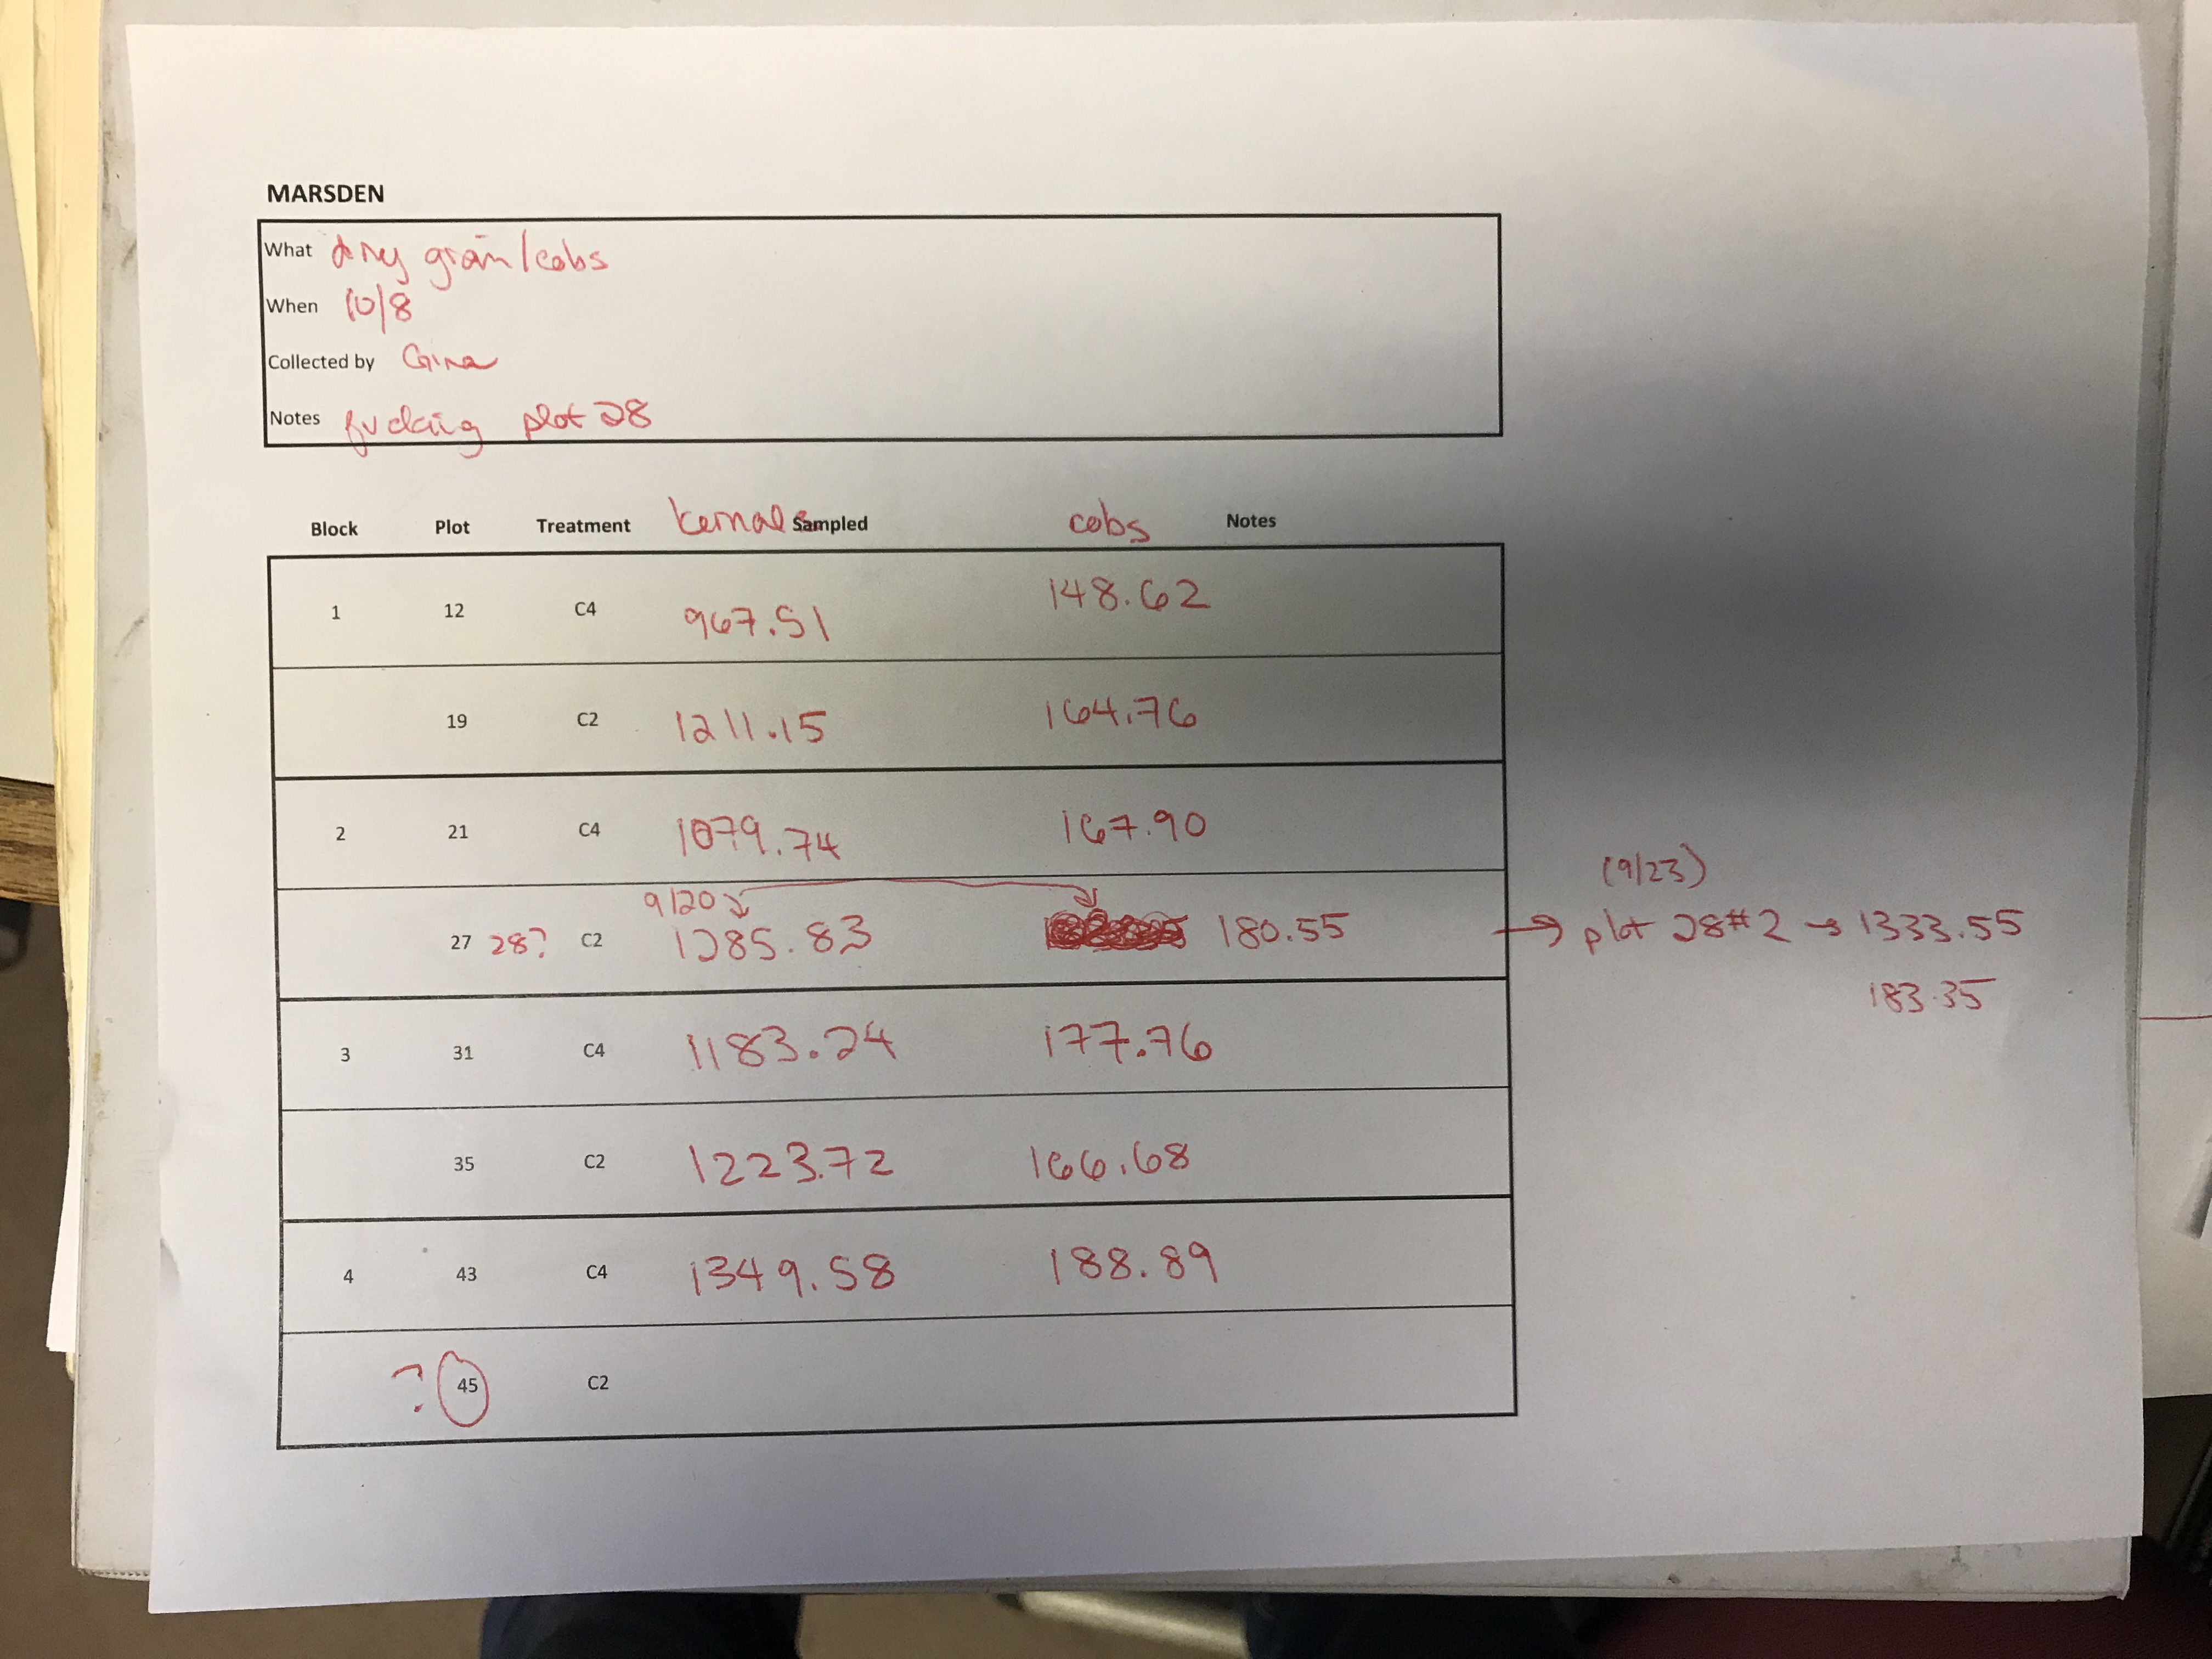 MARSDEN
What dry grain/cobs
When 10/8
Collected by Gina
Notes fucking plot 28
Block Plot Treatment kernals Sampled cobs Notes
1 12 C4 967.51 148.62
19 C2 1211.15 164.76
2 21 C4 1079.74 167.90
(9/23)
9/20
27 28? C2 1285.83 180.55 → plot 28#2 → 1333.55
183.35
3 31 C4 1183.24 177.76
35 C2 1223.72 166.68
4 43 C4 1349.58 188.89
? 45 C2